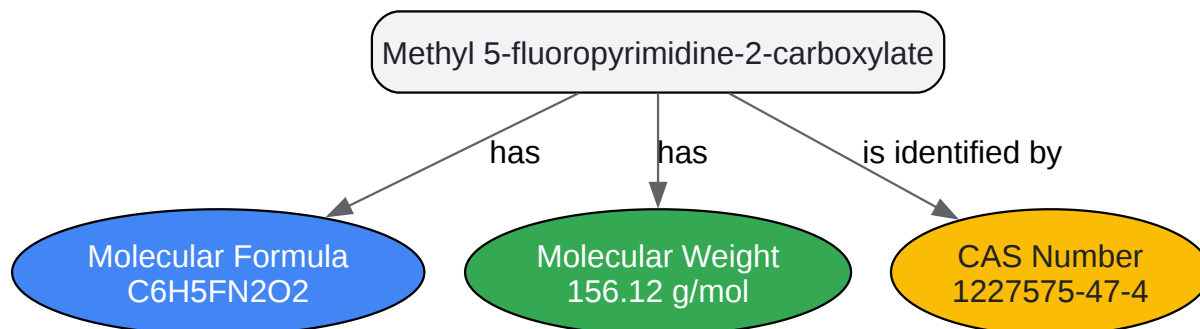 Methyl 5-fluoropyrimidine-2-carboxylate
has
has
is identified by
Molecular Formula
C6H5FN2O2
Molecular Weight
156.12 g/mol
CAS Number
1227575-47-4